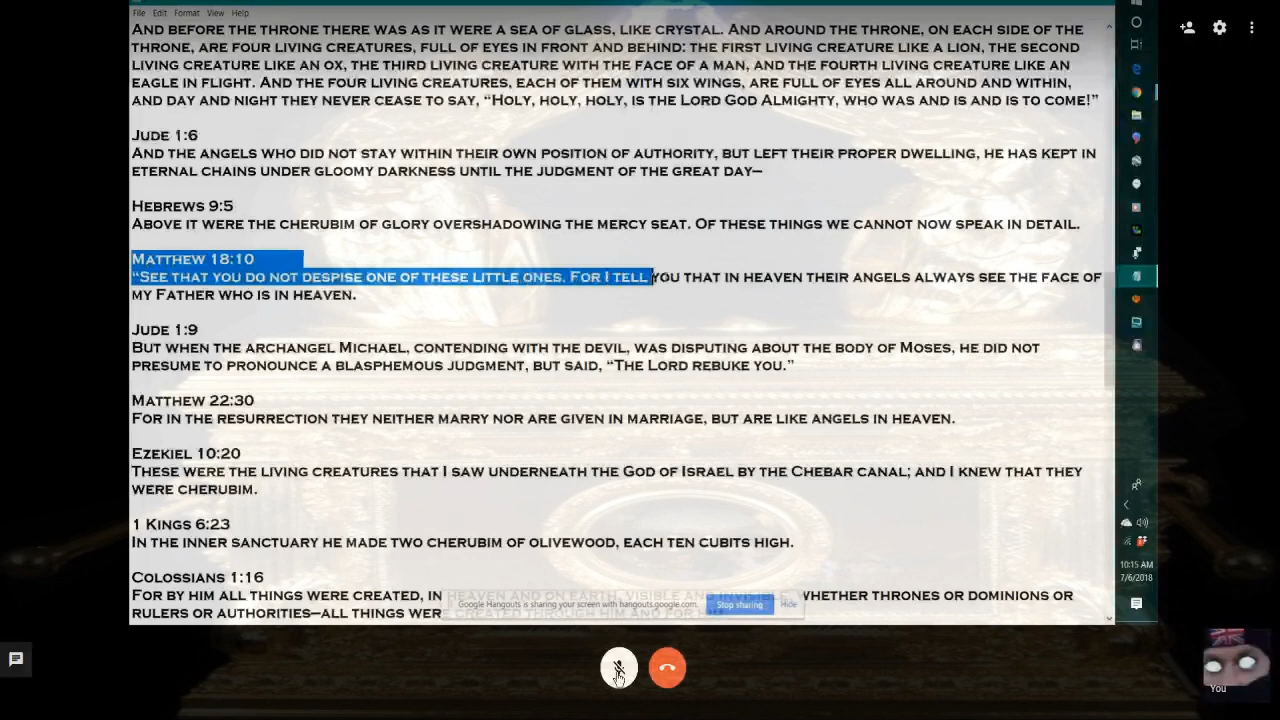 File Edit Format View Help
AND BEFORE THE THRONE THERE WAS AS IT WERE A SEA OF GLASS, LIKE CRYSTAL. AND AROUND THE THRONE, ON EACH SIDE OF THE
THRONE, ARE FOUR LIVING CREATURES, FULL OF EYES IN FRONT AND BEHIND: THE FIRST LIVING CREATURE LIKE A LION, THE SECOND
LIVING CREATURE LIKE AN OX, THE THIRD LIVING CREATURE WITH THE FACE OF A MAN, AND THE FOURTH LIVING CREATURE LIKE AN
EAGLE IN FLIGHT. AND THE FOUR LIVING CREATURES, EACH OF THEM WITH SIX WINGS, ARE FULL OF EYES ALL AROUND AND WITHIN,
AND DAY AND NIGHT THEY NEVER CEASE TO SAY, “HOLY, HOLY, HOLY, IS THE LORD GOD ALMIGHTY, WHO WAS AND IS AND IS TO COME!”
JUDE 1:6
AND THE ANGELS WHO DID NOT STAY WITHIN THEIR OWN POSITION OF AUTHORITY, BUT LEFT THEIR PROPER DWELLING, HE HAS KEPT IN
ETERNAL CHAINS UNDER GLOOMY DARKNESS UNTIL THE JUDGMENT OF THE GREAT DAY—
HEBREWS 9:5
ABOVE IT WERE THE CHERUBIM OF GLORY OVERSHADOWING THE MERCY SEAT. OF THESE THINGS WE CANNOT NOW SPEAK IN DETAIL.
MATTHEW 18:10
“SEE THAT YOU DO NOT DESPISE ONE OF THESE LITTLE ONES. FOR I TELL YOU THAT IN HEAVEN THEIR ANGELS ALWAYS SEE THE FACE OF
MY FATHER WHO IS IN HEAVEN.
JUDE 1:9
BUT WHEN THE ARCHANGEL MICHAEL, CONTENDING WITH THE DEVIL, WAS DISPUTING ABOUT THE BODY OF MOSES, HE DID NOT
PRESUME TO PRONOUNCE A BLASPHEMOUS JUDGMENT, BUT SAID, “THE LORD REBUKE YOU.”
MATTHEW 22:30
FOR IN THE RESURRECTION THEY NEITHER MARRY NOR ARE GIVEN IN MARRIAGE, BUT ARE LIKE ANGELS IN HEAVEN.
EZEKIEL 10:20
THESE WERE THE LIVING CREATURES THAT I SAW UNDERNEATH THE GOD OF ISRAEL BY THE CHEBAR CANAL; AND I KNEW THAT THEY
WERE CHERUBIM.
1 KINGS 6:23
IN THE INNER SANCTUARY HE MADE TWO CHERUBIM OF OLIVEWOOD, EACH TEN CUBITS HIGH.
COLOSSIANS 1:16
FOR BY HIM ALL THINGS WERE CREATED, IN HEAVEN AND ON EARTH, VISIBLE AND INVISIBLE, WHETHER THRONES OR DOMINIONS OR
RULERS OR AUTHORITIES—ALL THINGS WERE CREATED THROUGH HIM AND FOR
Google Hangouts is sharing your screen with hangouts.google.com. Stop sharing Hide
10:15 AM
7/6/2018
You